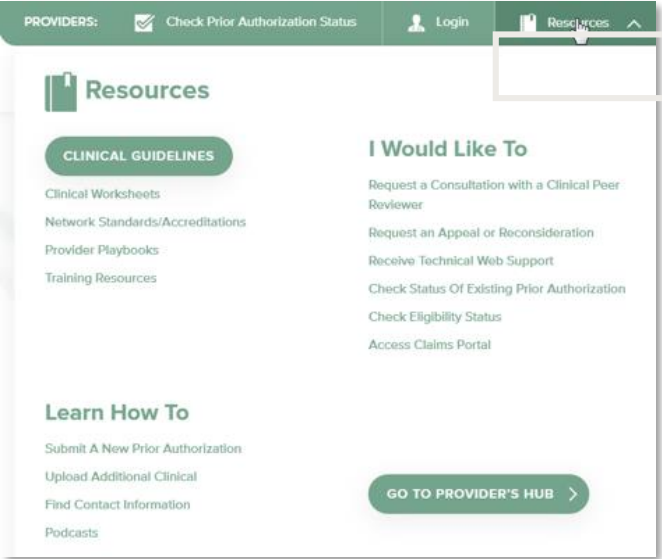 PROVIDERS: Check Prior Authorization Status Login Resources
Resources
CLINICAL GUIDELINES
Clinical Worksheets
Network Standards/Accreditations
Provider Playbooks
Training Resources
I Would Like To
Request a Consultation with a Clinical Peer
Reviewer
Request an Appeal or Reconsideration
Receive Technical Web Support
Check Status Of Existing Prior Authorization
Check Eligibility Status
Access Claims Portal
Learn How To
Submit A New Prior Authorization
Upload Additional Clinical
Find Contact Information
Podcasts
GO TO PROVIDER'S HUB